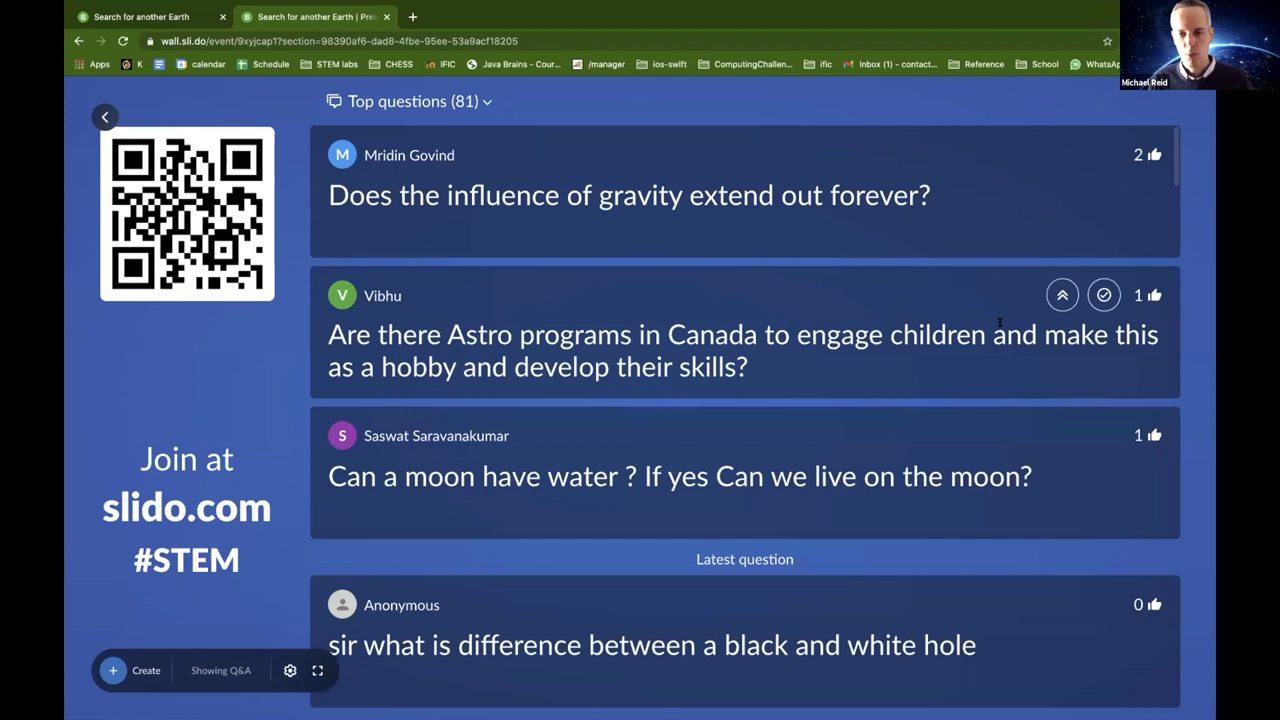 Search for another Earth
Search for another Earth | Pres
wall.sli.do/event/9xyjcap1?section=98390af6-dad8-4fbe-95ee-53a9acf18205
Apps
K
calendar
Schedule
STEM labs
CHESS
IFIC
Java Brains - Cour...
/manager
ios-swift
ComputingChallen...
ific
Inbox (1) - contact...
Reference
School
WhatsAp
Michael Reid
Top questions (81)
M Mridin Govind
2
Does the influence of gravity extend out forever?
V Vibhu
1
Are there Astro programs in Canada to engage children and make this
as a hobby and develop their skills?
S Saswat Saravanakumar
1
Can a moon have water ? If yes Can we live on the moon?
Latest question
Anonymous
0
sir what is difference between a black and white hole
Join at
slido.com
#STEM
Create
Showing Q&A